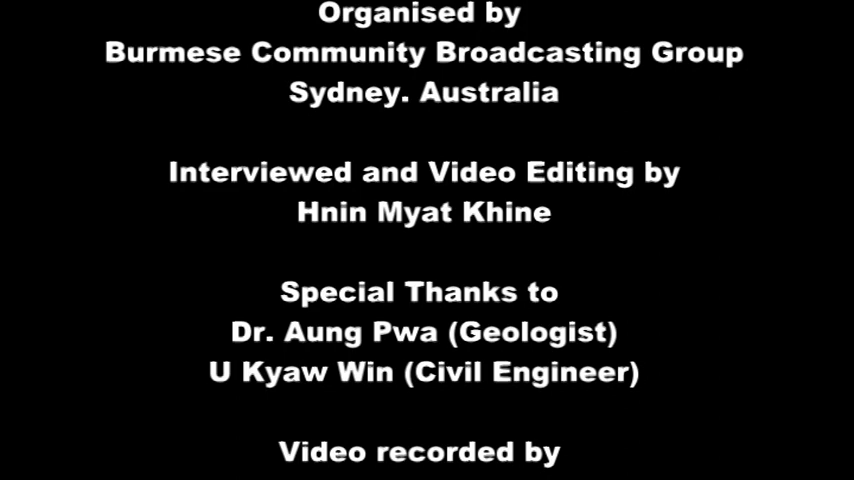 Organised by
Burmese Community Broadcasting Group
Sydney. Australia
Interviewed and Video Editing by
Hnin Myat Khine
Special Thanks to
Dr. Aung Pwa (Geologist)
U Kyaw Win (Civil Engineer)
Video recorded by